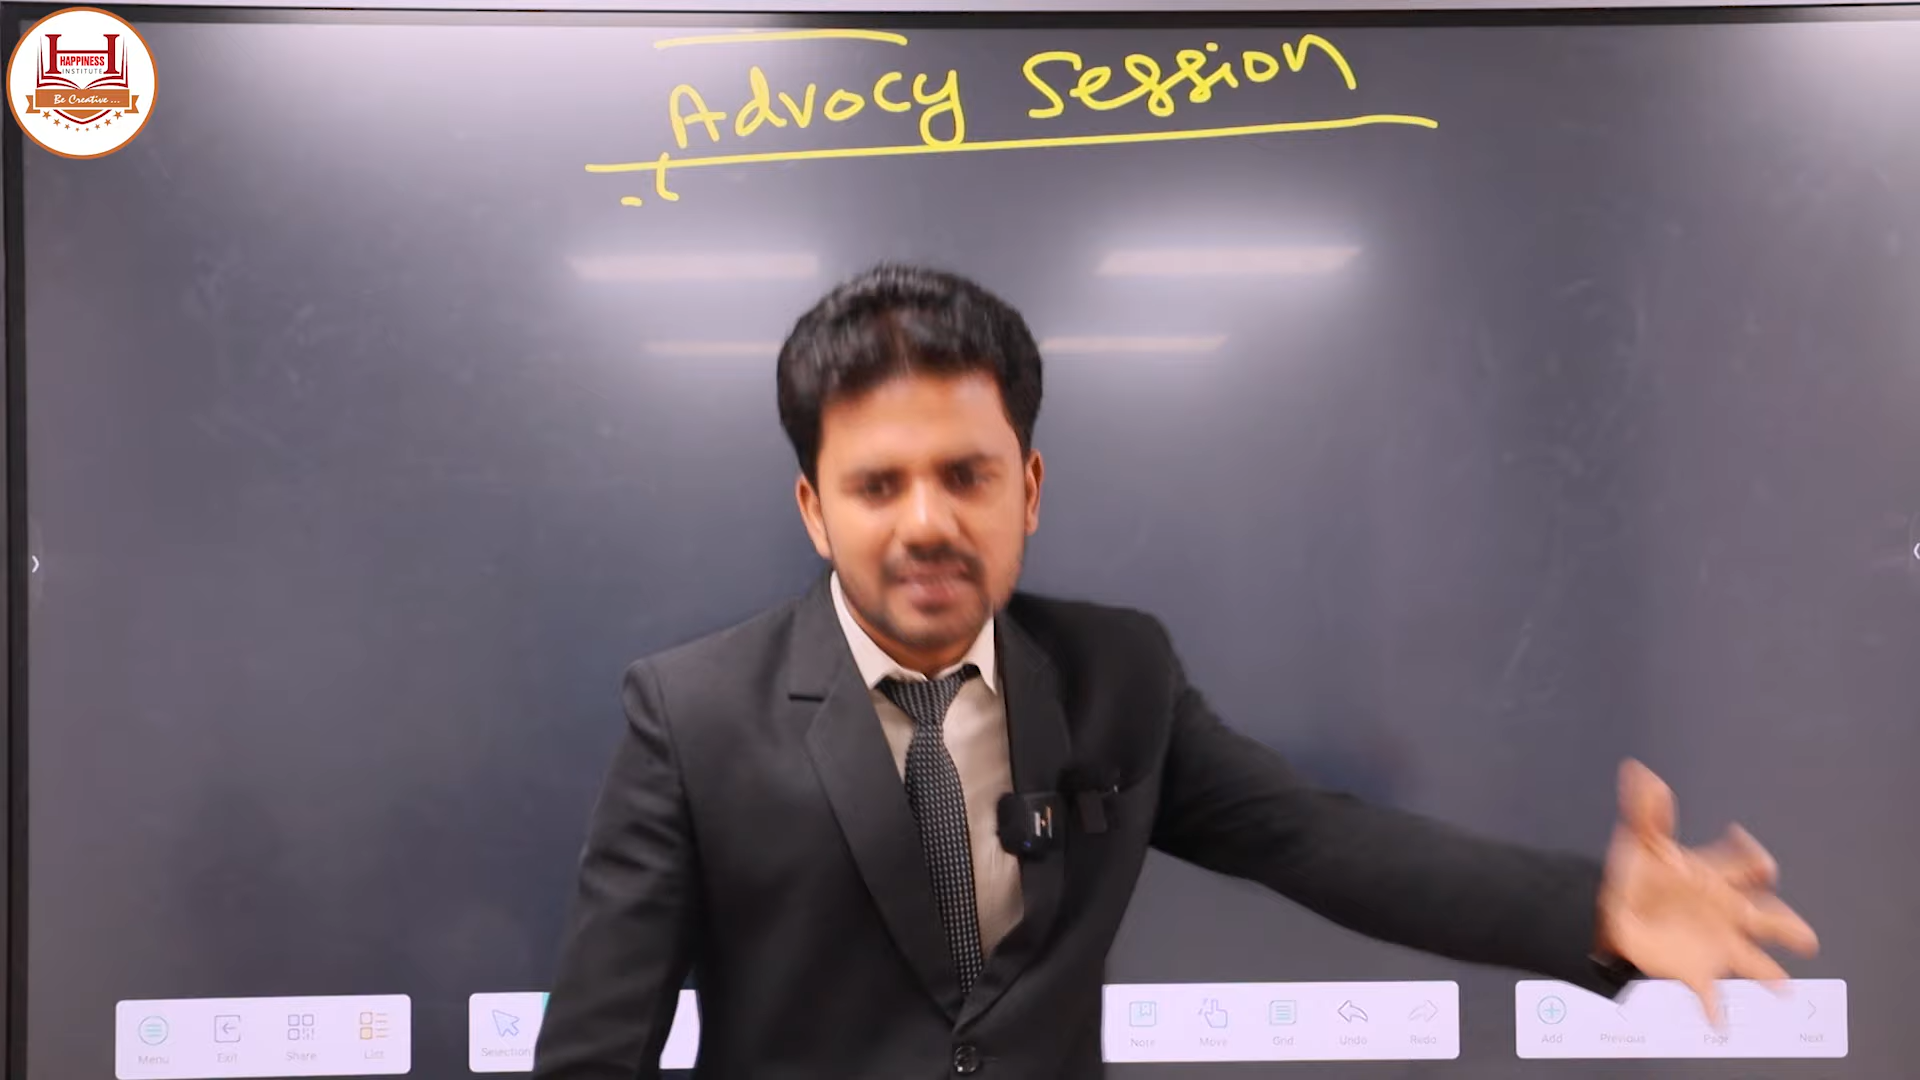 HAPPINESS
INSTITUTE
Be Creative ...
Advocy Session
Menu
Exit
Share
List
Selection
Note
Move
Grid
Undo
Redo
Add
Previous
Page
Next